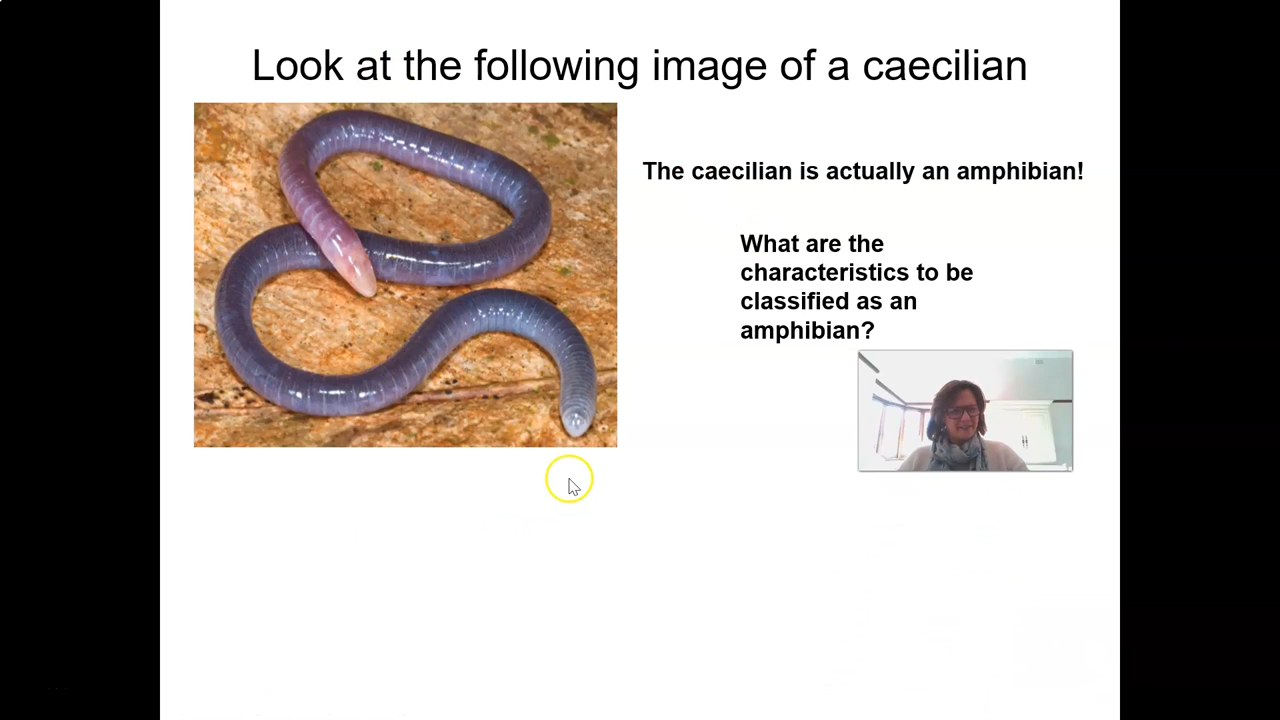 Look at the following image of a caecilian
The caecilian is actually an amphibian!
What are the
characteristics to be
classified as an
amphibian?